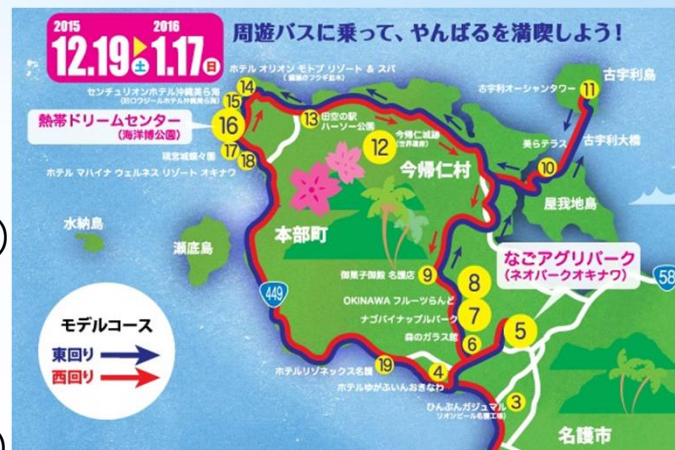 2015
12.19土
2016
1.17日
周遊バスに乗って、やんばるを満喫しよう！
ホテル オリオン モトブ リゾート & スパ
(備瀬のフクギ並木)
センチュリオンホテル沖縄美ら海
14
15
熱帯ドリームセンター
(海洋博公園)
16
13
田空の駅
ハーソー公園
12
今帰仁城跡
(世界遺産)
今帰仁村
17
琉宮城蝶々園
18
ホテル マハイナ ウェルネス リゾート オキナワ
古宇利島
古宇利オーシャンタワー
11
古宇利大橋
美らテラス
10
屋我地島
水納島
瀬底島
本部町
なごアグリパーク
(ネオパークオキナワ)
58
御菓子御殿 名護店
9
8
OKINAWA フルーツらんど
7
ナゴパイナップルパーク
5
森のガラス館
6
449
モデルコース
東回り
西回り
ホテルリゾネックス名護
19
4
ホテルゆがふいんおきなわ
ひんぷんガジュマル
3
名護市